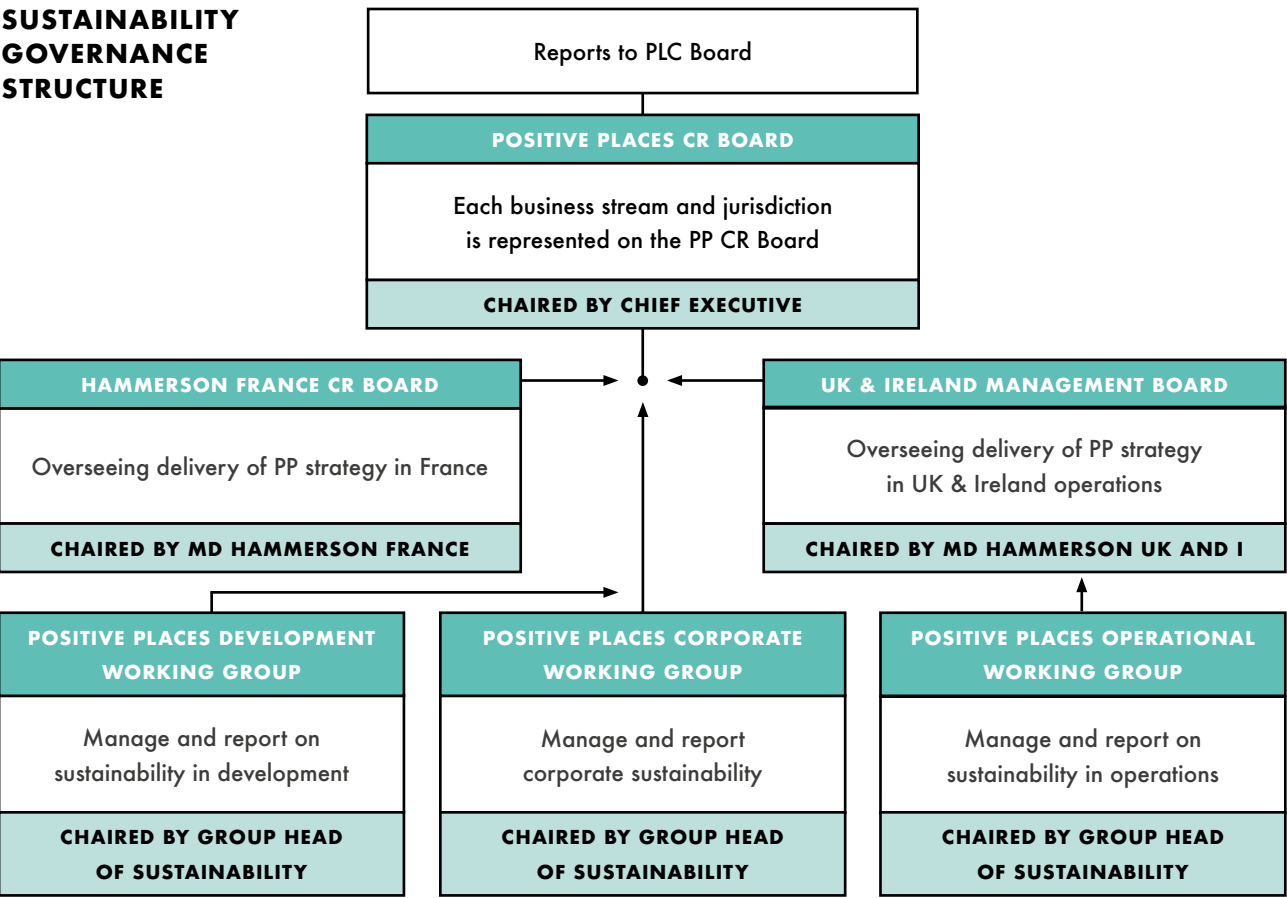 SUSTAINABILITY
GOVERNANCE
STRUCTURE
Reports to PLC Board
POSITIVE PLACES CR BOARD
Each business stream and jurisdiction
is represented on the PP CR Board
CHAIRED BY CHIEF EXECUTIVE
HAMMERSON FRANCE CR BOARD
Overseeing delivery of PP strategy in France
CHAIRED BY MD HAMMERSON FRANCE
UK & IRELAND MANAGEMENT BOARD
Overseeing delivery of PP strategy
in UK & Ireland operations
CHAIRED BY MD HAMMERSON UK AND I
POSITIVE PLACES DEVELOPMENT
WORKING GROUP
Manage and report on
sustainability in development
CHAIRED BY GROUP HEAD
OF SUSTAINABILITY
POSITIVE PLACES CORPORATE
WORKING GROUP
Manage and report
corporate sustainability
CHAIRED BY GROUP HEAD
OF SUSTAINABILITY
POSITIVE PLACES OPERATIONAL
WORKING GROUP
Manage and report on
sustainability in operations
CHAIRED BY GROUP HEAD
OF SUSTAINABILITY